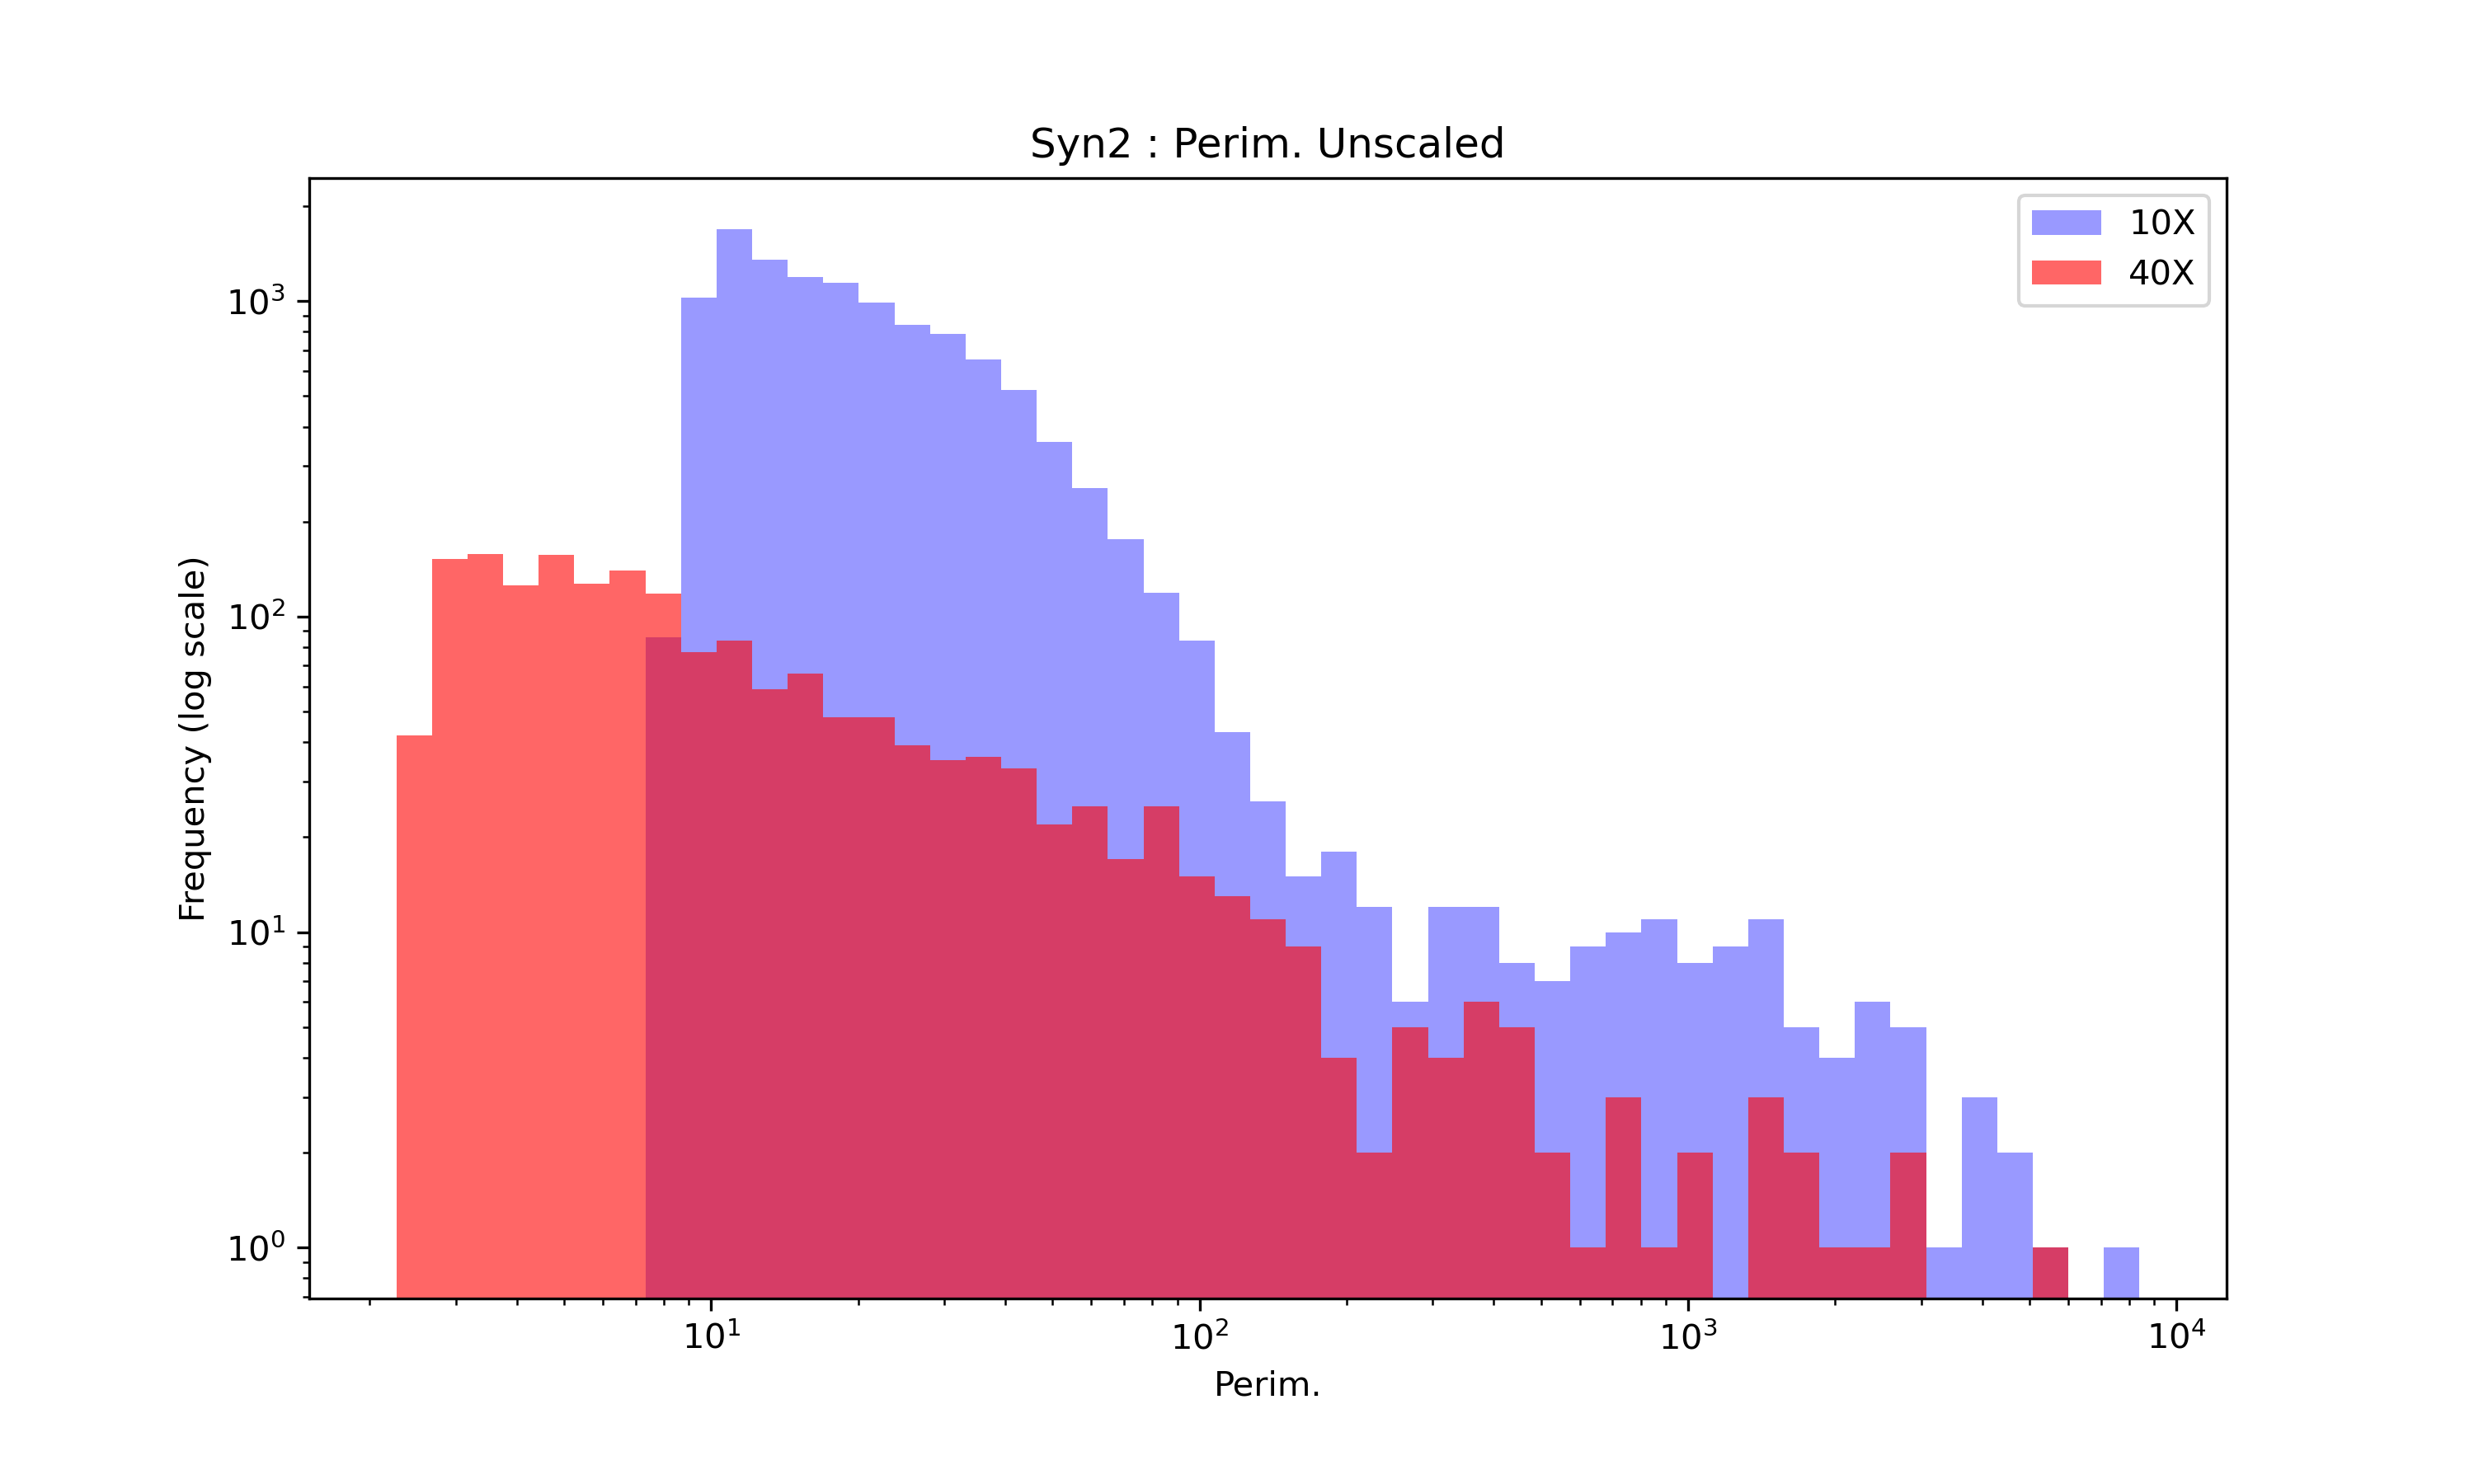 Syn2 : Perim. Unscaled
10X
40X
Frequency (log scale)
10³
10²
10¹
10⁰
10¹ 10² 10³ 10⁴
Perim.